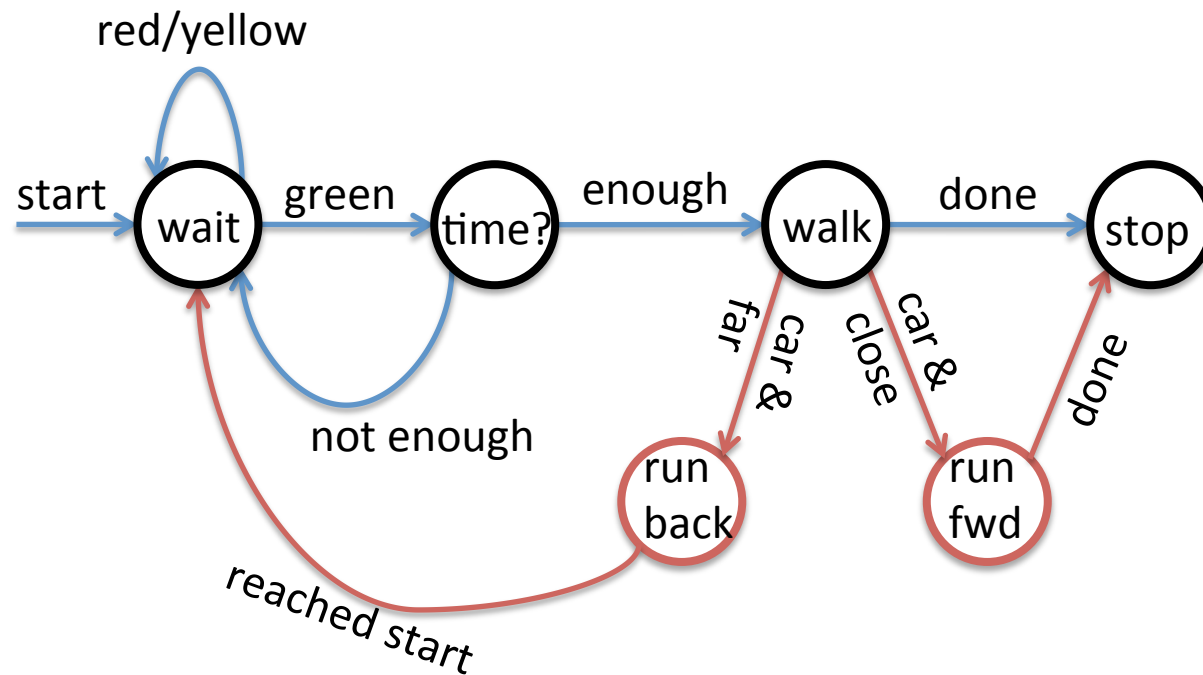 red/yellow
start
wait
green
time?
enough
walk
done
stop
not enough
car &
far
car &
close
done
run
back
run
fwd
reached start